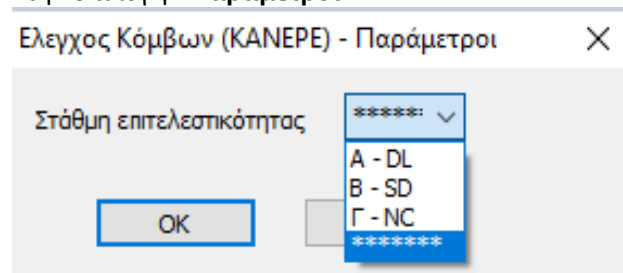 Ελεγχος Κόμβων (ΚΑΝΕΡΕ) - Παράμετροι
Στάθμη επιτελεστικότητας ******
A - DL
B - SD
Γ - NC
*******
OK